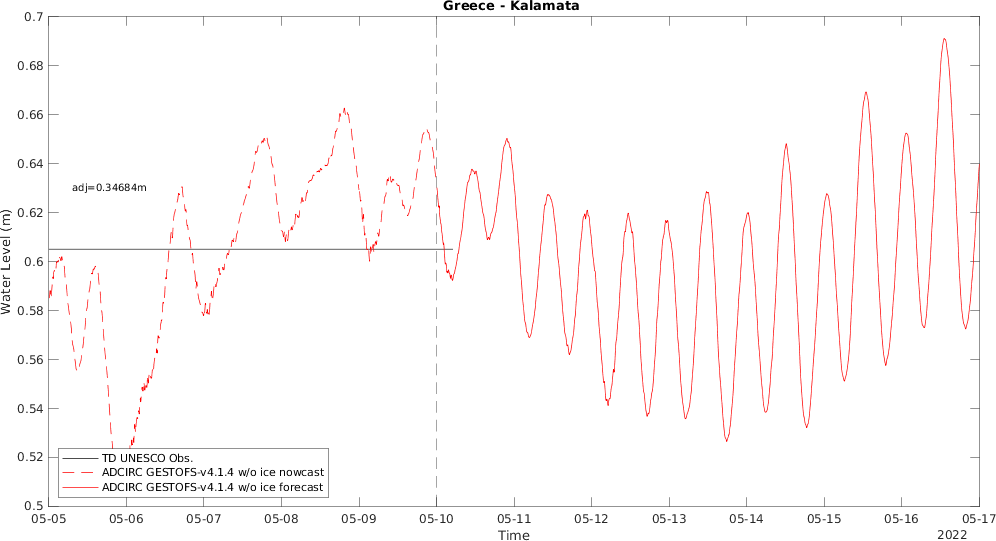 Greece - Kalamata
0.7
0.68
0.66
0.64
0.62
0.6
0.58
0.56
0.54
0.52
0.5
Water Level (m)
adj=0.34684m
TD UNESCO Obs.
ADCIRC GESTOFS-v4.1.4 w/o ice nowcast
ADCIRC GESTOFS-v4.1.4 w/o ice forecast
05-05 05-06 05-07 05-08 05-09 05-10 05-11 05-12 05-13 05-14 05-15 05-16 05-17
Time
2022